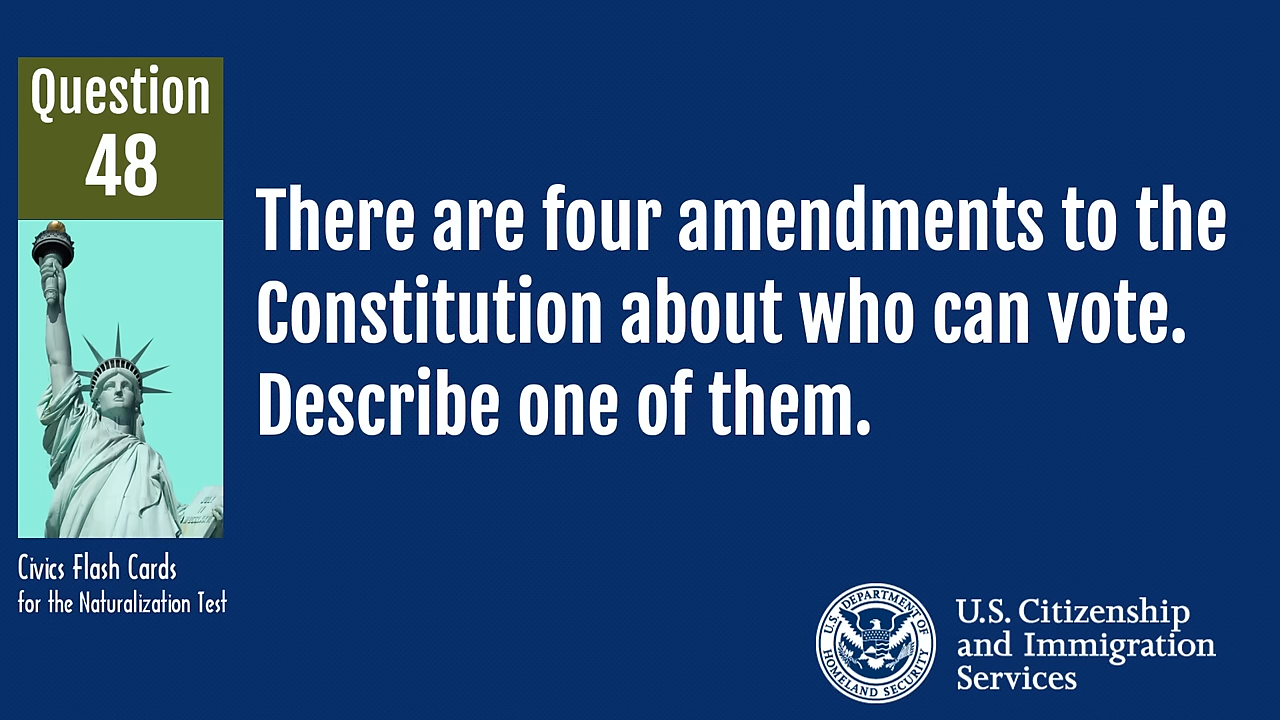 Question
48
There are four amendments to the
Constitution about who can vote.
Describe one of them.
Civics Flash Cards
for the Naturalization Test
U.S. DEPARTMENT OF
HOMELAND SECURITY
U.S. Citizenship
and Immigration
Services